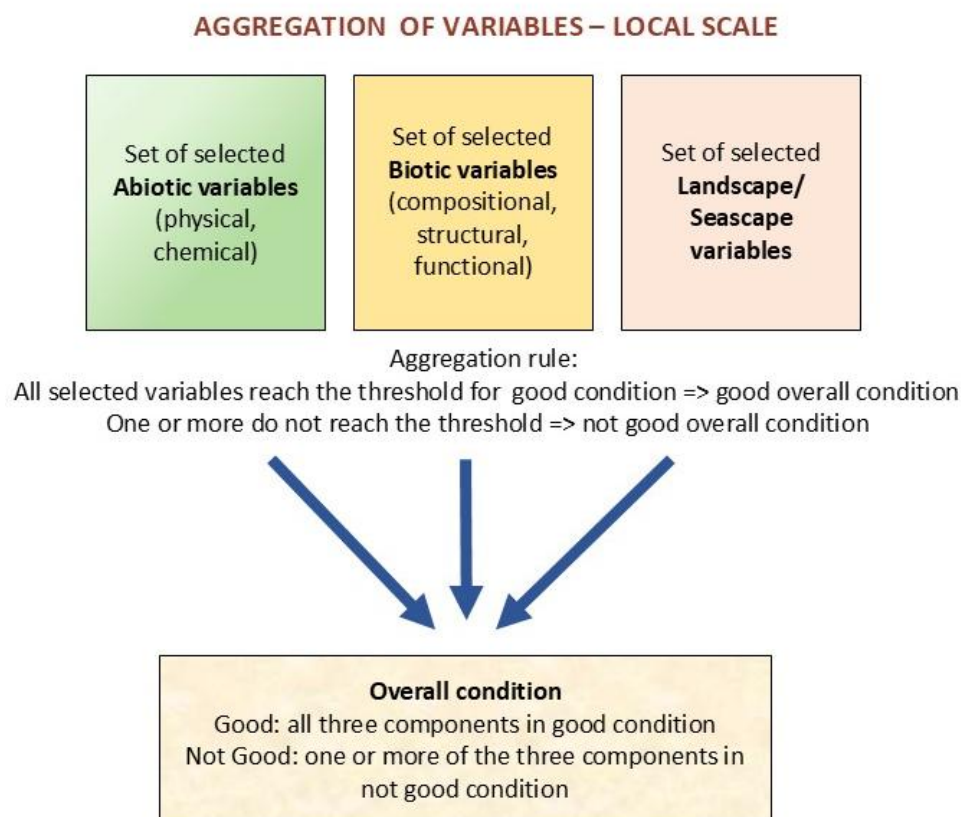 AGGREGATION OF VARIABLES – LOCAL SCALE
Set of selected
Abiotic variables
(physical,
chemical)
Set of selected
Biotic variables
(compositional,
structural,
functional)
Set of selected
Landscape/
Seascape
variables
Aggregation rule:
All selected variables reach the threshold for good condition => good overall condition
One or more do not reach the threshold => not good overall condition
Overall condition
Good: all three components in good condition
Not Good: one or more of the three components in
not good condition